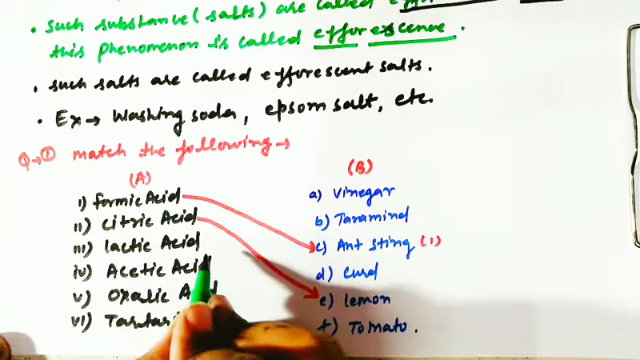 • Such substance (salts) are called
this phenomenon is called efforescence.
• such salts are called efforescent salts.
• Ex → Washing soda, epsom salt, etc.
Q→① match the following→
(A) (B)
i) formic Acid a) Vinegar
ii) citric Acid b) Taramind
iii) lactic Acid c) Ant sting (1)
iv) Acetic Acid d) curd
v) Oxalic e) lemon
vi) f) Tomato.